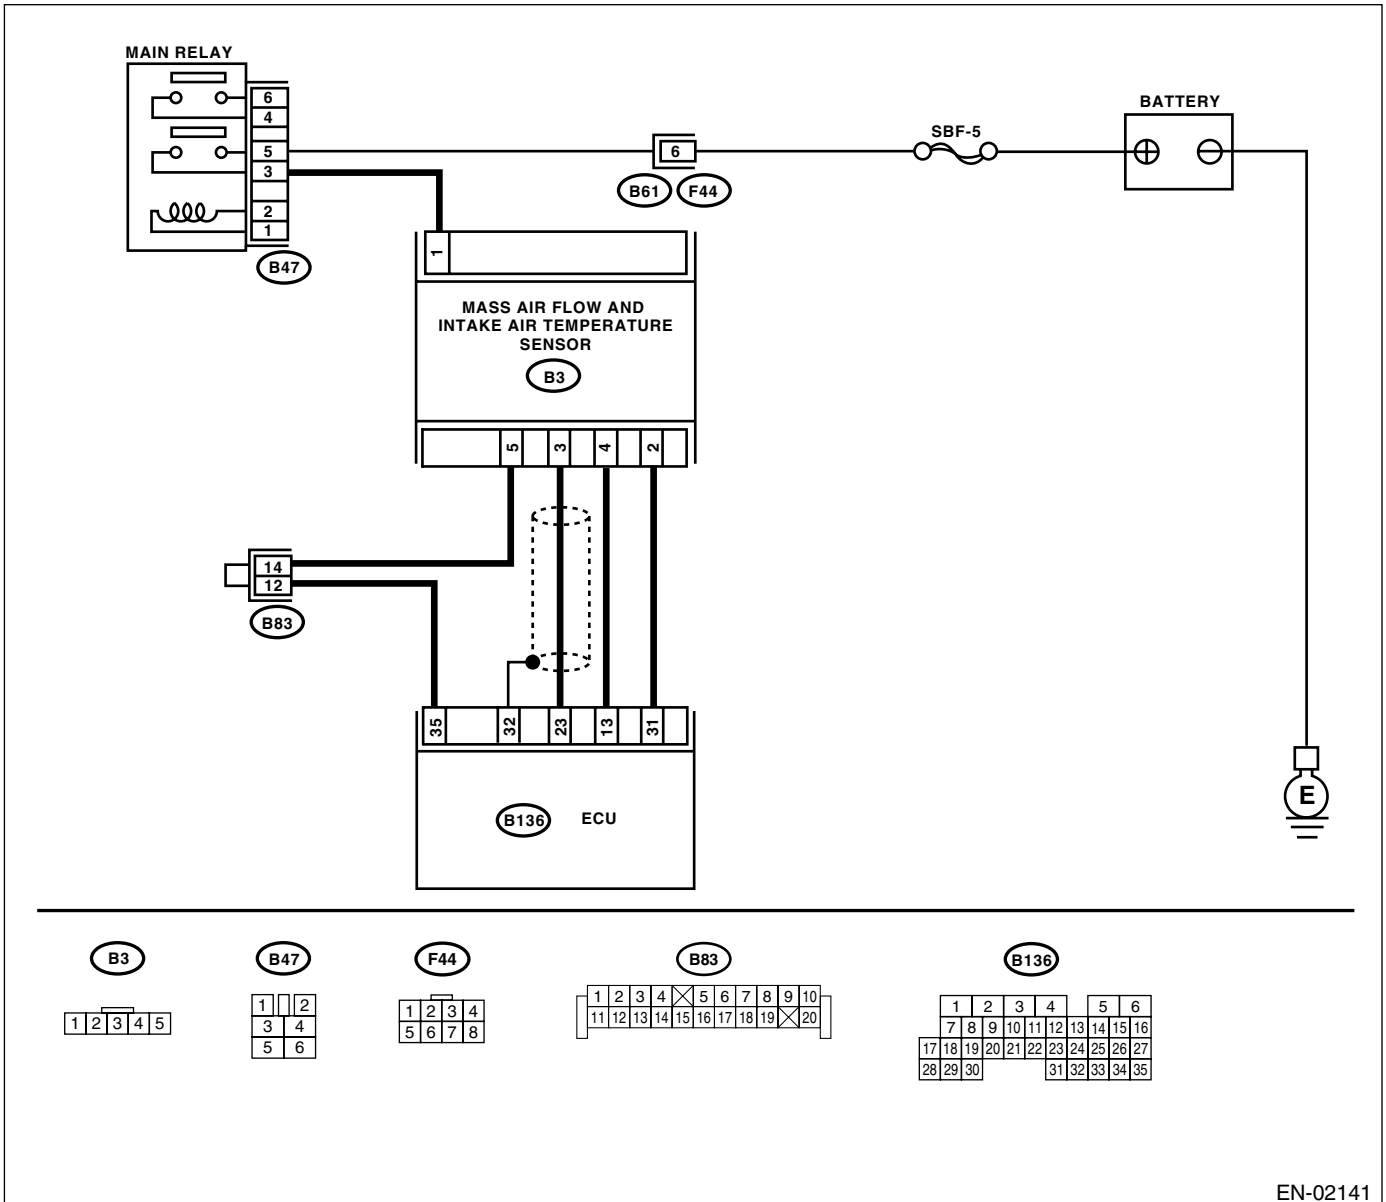 MAIN RELAY
6
4
5
3
2
1
B47
6
B61 F44
SBF-5
BATTERY
1
MASS AIR FLOW AND
INTAKE AIR TEMPERATURE
SENSOR
B3
5 3 4 2
14
12
B83
35 32 23 13 31
B136 ECU
E
B3
1 2 3 4 5
B47
1 2
3 4
5 6
F44
1 2 3 4
5 6 7 8
B83
1 2 3 4 5 6 7 8 9 10
11 12 13 14 15 16 17 18 19 20
B136
1 2 3 4 5 6
7 8 9 10 11 12 13 14 15 16
17 18 19 20 21 22 23 24 25 26 27
28 29 30 31 32 33 34 35
EN-02141